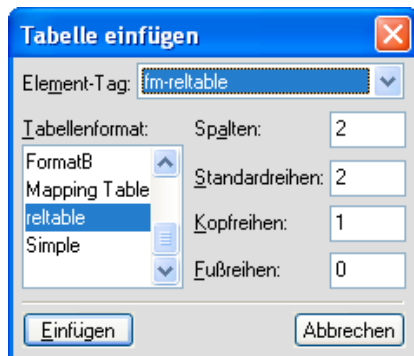 Tabelle einfügen
Element-Tag: fm-reltable
Tabellenformat:
FormatB
Mapping Table
reltable
Simple
Spalten: 2
Standardreihen: 2
Kopfreihen: 1
Fußreihen: 0
Einfügen
Abbrechen